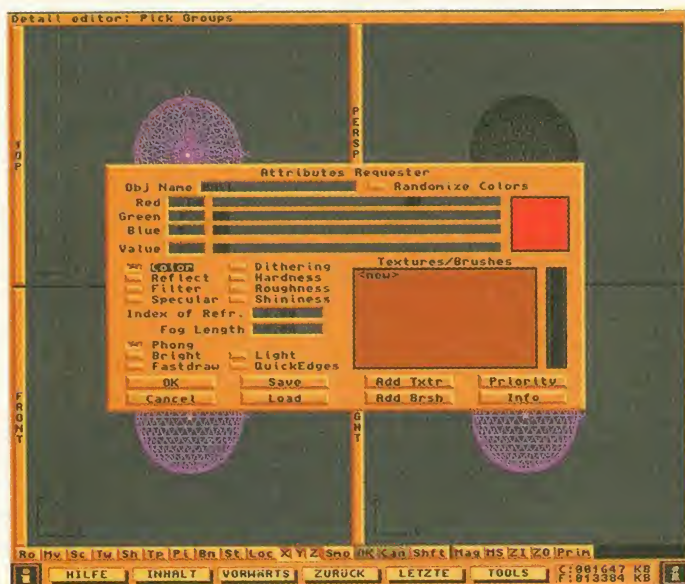 Detail editor: Pick Groups
TOP
PERSP
Attributes Requester
Obj Name
Randomize Colors
Red
Green
Blue
Value
Color
Dithering
Reflect
Hardness
Filter
Roughness
Specular
Shininess
Textures/Brushes
<new>
Index of Refr.
Fog Length
Phong
Bright
Light
Fastdraw
QuickEdges
OK
Save
Add Txtr
Priority
Cancel
Load
Add Brsh
Info
FRONT
GHT
Ro Mv Sc Tw Sh Tp Pi Bn St Loc X Y Z Smo OK Can Shft Mag MS ZI ZO Prim
HILFE
INHALT
VORWÄRTS
ZURÜCK
LETZTE
TOOLS
C:001647 KB
F:013384 KB